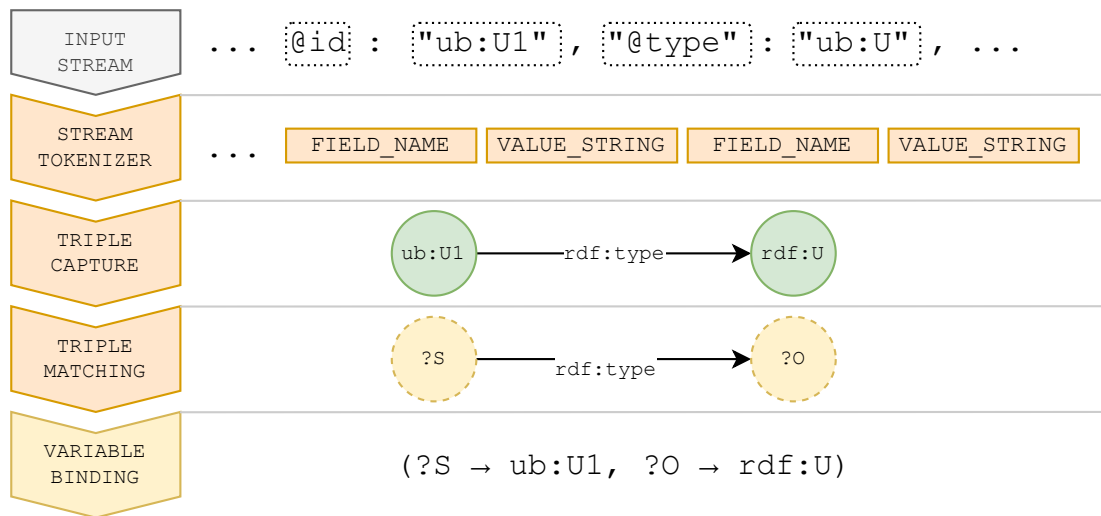 INPUT
STREAM
... @id : "ub:U1" , "@type" : "ub:U" , ...
STREAM
TOKENIZER
... FIELD_NAME VALUE_STRING FIELD_NAME VALUE_STRING
TRIPLE
CAPTURE
ub:U1 rdf:type rdf:U
TRIPLE
MATCHING
?S rdf:type ?O
VARIABLE
BINDING
(?S → ub:U1, ?O → rdf:U)